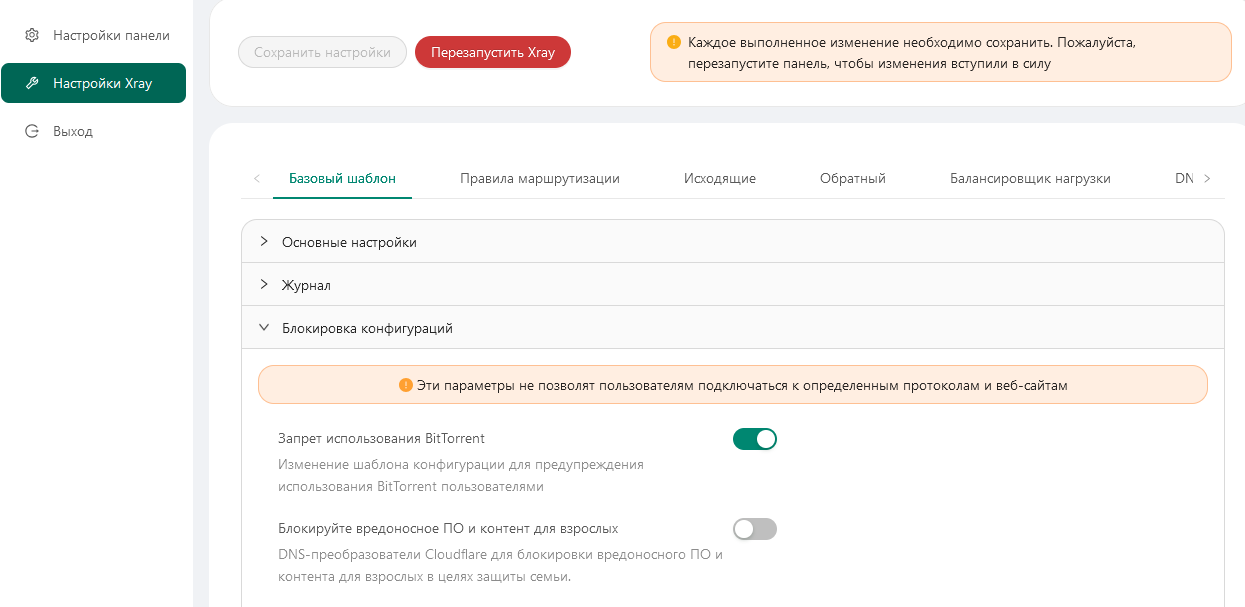 Настройки панели
Настройки Xray
Выход
Сохранить настройки
Перезапустить Xray
Каждое выполненное изменение необходимо сохранить. Пожалуйста,
перезапустите панель, чтобы изменения вступили в силу
Базовый шаблон
Правила маршрутизации
Исходящие
Обратный
Балансировщик нагрузки
DN
Основные настройки
Журнал
Блокировка конфигураций
Эти параметры не позволят пользователям подключаться к определенным протоколам и веб-сайтам
Запрет использования BitTorrent
Изменение шаблона конфигурации для предупреждения
использования BitTorrent пользователями
Блокируйте вредоносное ПО и контент для взрослых
DNS-преобразователи Cloudflare для блокировки вредоносного ПО и
контента для взрослых в целях защиты семьи.